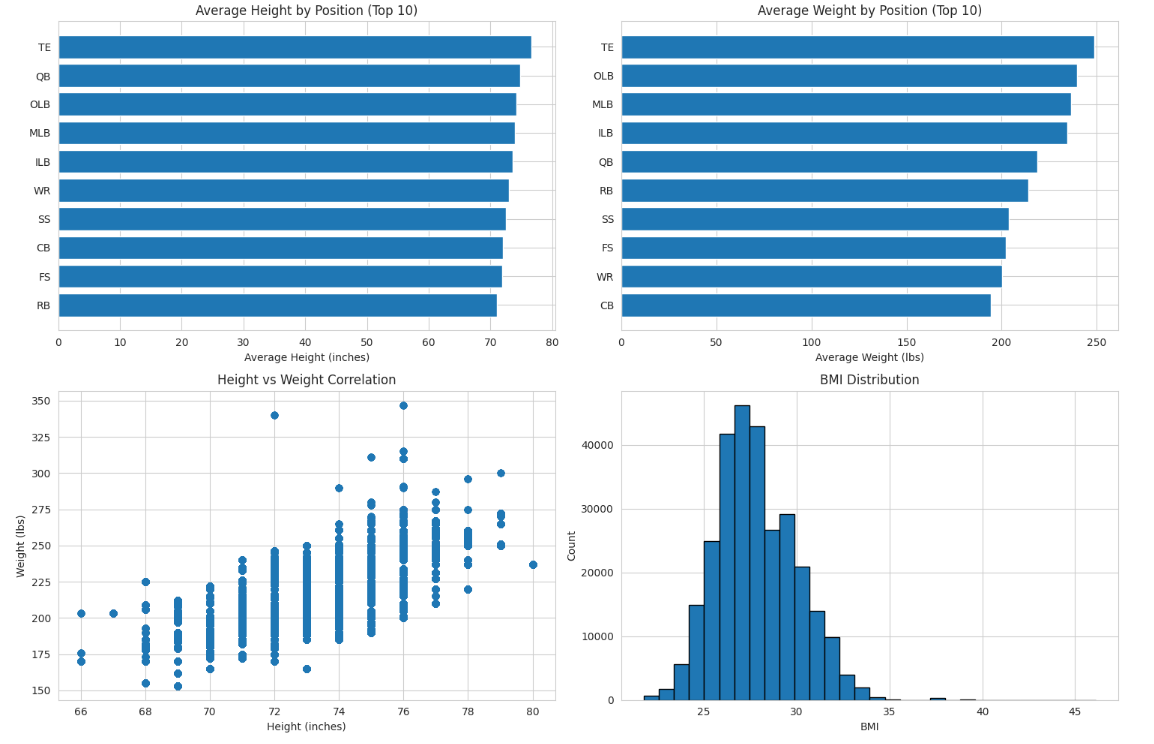 Average Height by Position (Top 10)
TE
QB
OLB
MLB
ILB
WR
SS
CB
FS
RB
0 10 20 30 40 50 60 70 80
Average Height (inches)
Average Weight by Position (Top 10)
TE
OLB
MLB
ILB
QB
RB
SS
FS
WR
CB
0 50 100 150 200 250
Average Weight (lbs)
Height vs Weight Correlation
Weight (lbs)
350
325
300
275
250
225
200
175
150
66 68 70 72 74 76 78 80
Height (inches)
BMI Distribution
Count
40000
30000
20000
10000
0
25 30 35 40 45
BMI